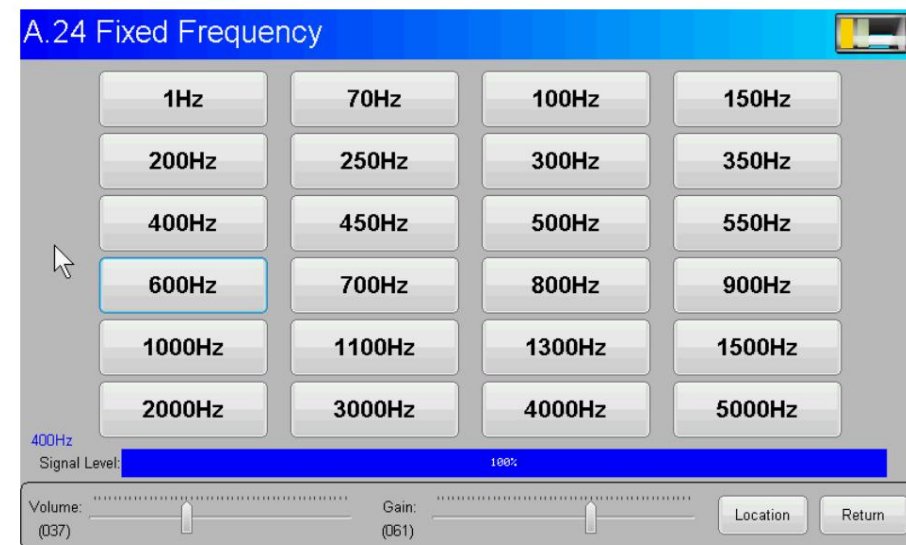 A.24 Fixed Frequency
1Hz 70Hz 100Hz 150Hz
200Hz 250Hz 300Hz 350Hz
400Hz 450Hz 500Hz 550Hz
600Hz 700Hz 800Hz 900Hz
1000Hz 1100Hz 1300Hz 1500Hz
2000Hz 3000Hz 4000Hz 5000Hz
400Hz
Signal Level: 100%
Volume: Gain: Location Return
(037) (061)